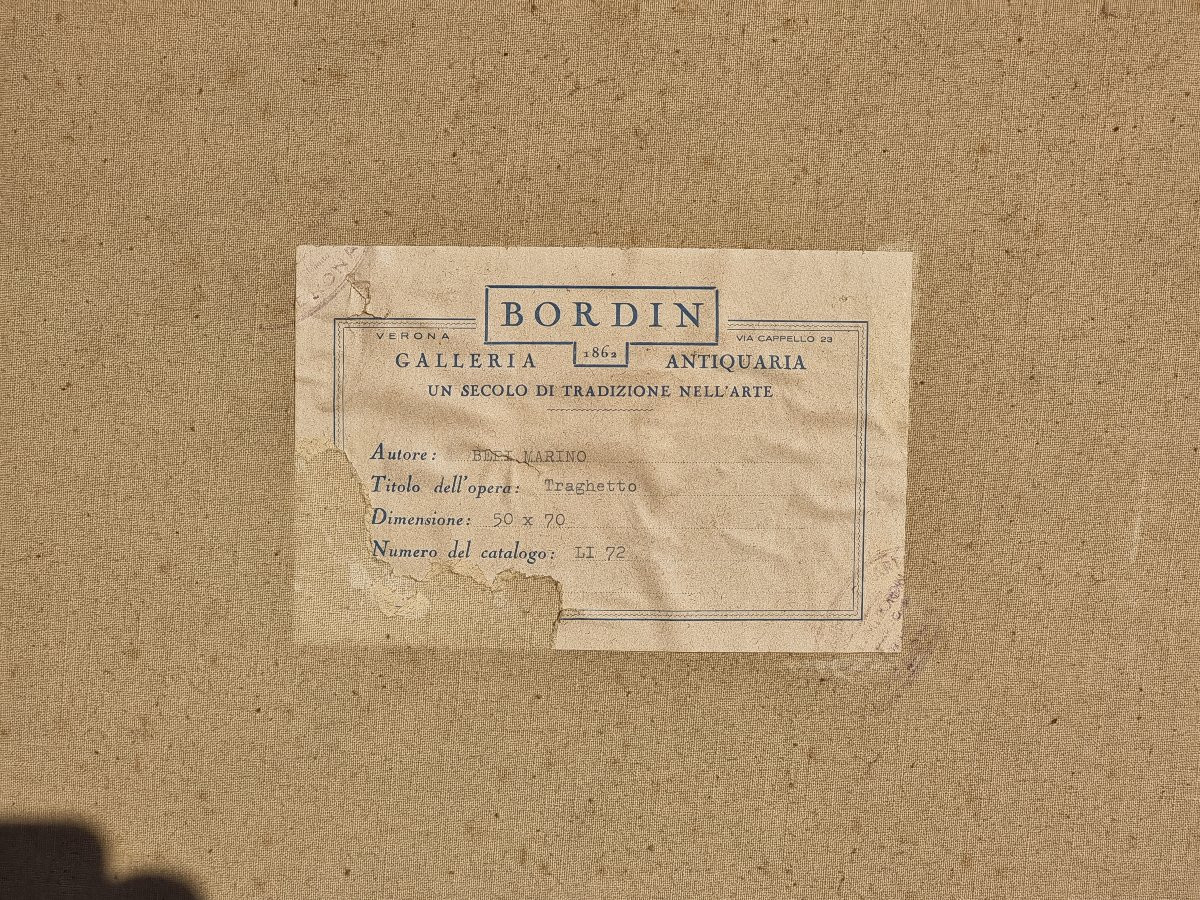 BORDIN
VERONA
VIA CAPPELLO 23
GALLERIA 1862 ANTIQUARIA
UN SECOLO DI TRADIZIONE NELL'ARTE
Autore: BEPI MARINO
Titolo dell'opera: Traghetto
Dimensione: 50 x 70
Numero del catalogo: LI 72